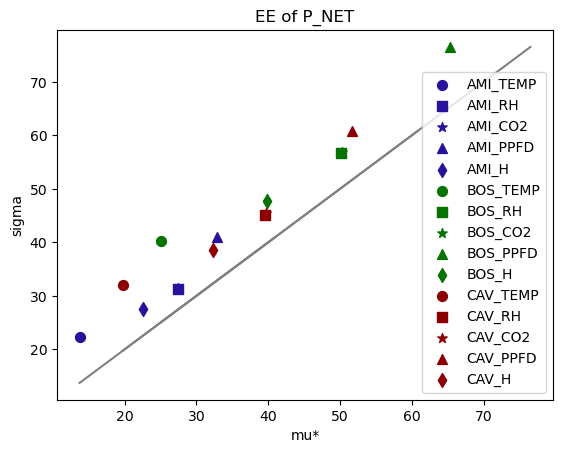 EE of P_NET
sigma
70
60
50
40
30
20
20
30
40
50
60
70
mu*
AMI_TEMP
AMI_RH
AMI_CO2
AMI_PPFD
AMI_H
BOS_TEMP
BOS_RH
BOS_CO2
BOS_PPFD
BOS_H
CAV_TEMP
CAV_RH
CAV_CO2
CAV_PPFD
CAV_H